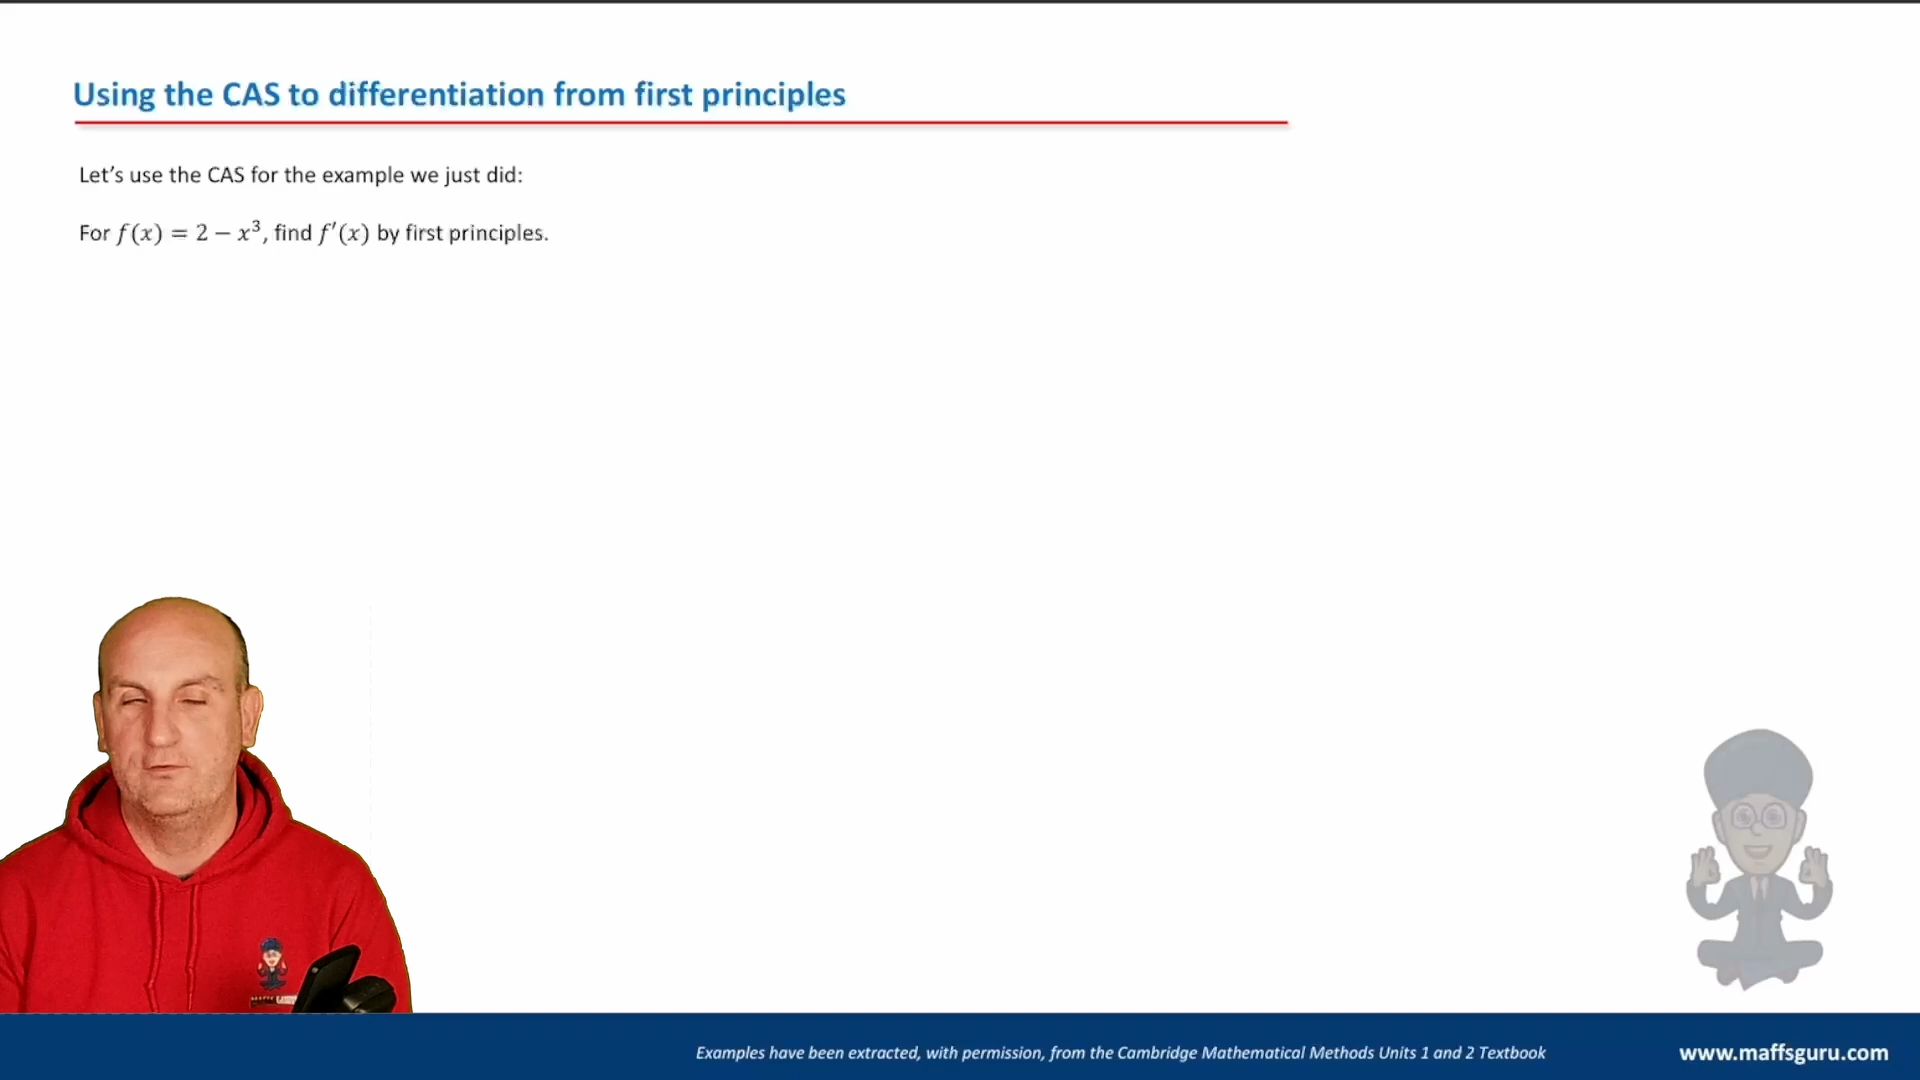 Using the CAS to differentiation from first principles
Let’s use the CAS for the example we just did:
For f(x) = 2 − x³, find f′(x) by first principles.
Examples have been extracted, with permission, from the Cambridge Mathematical Methods Units 1 and 2 Textbook
www.maffsguru.com